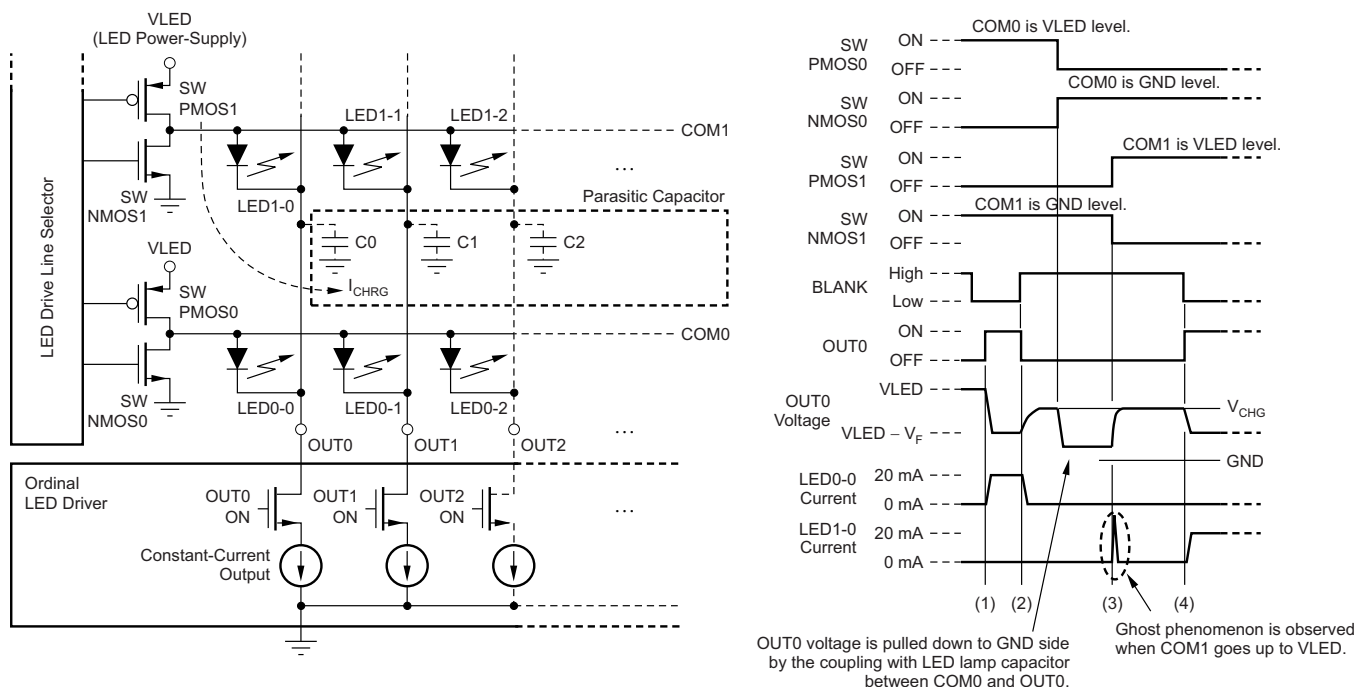 VLED
(LED Power-Supply)
SW
PMOS1
LED1-1
LED1-2
COM1
...
SW
NMOS1
LED1-0
Parasitic Capacitor
C0
C1
C2
VLED
SW
PMOS0
ICHRG
COM0
LED Drive Line Selector
SW
NMOS0
LED0-0
LED0-1
LED0-2
OUT0
OUT1
OUT2
...
Ordinal
LED Driver
OUT0
ON
OUT1
ON
OUT2
ON
...
Constant-Current
Output
SW
PMOS0
ON
OFF
COM0 is VLED level.
SW
NMOS0
ON
OFF
COM0 is GND level.
SW
PMOS1
ON
OFF
COM1 is VLED level.
SW
NMOS1
ON
OFF
COM1 is GND level.
BLANK
High
Low
OUT0
ON
OFF
OUT0
Voltage
VLED
VLED – VF
VCHG
GND
LED0-0
Current
20 mA
0 mA
LED1-0
Current
20 mA
0 mA
(1)
(2)
(3)
(4)
OUT0 voltage is pulled down to GND side
by the coupling with LED lamp capacitor
between COM0 and OUT0.
Ghost phenomenon is observed
when COM1 goes up to VLED.